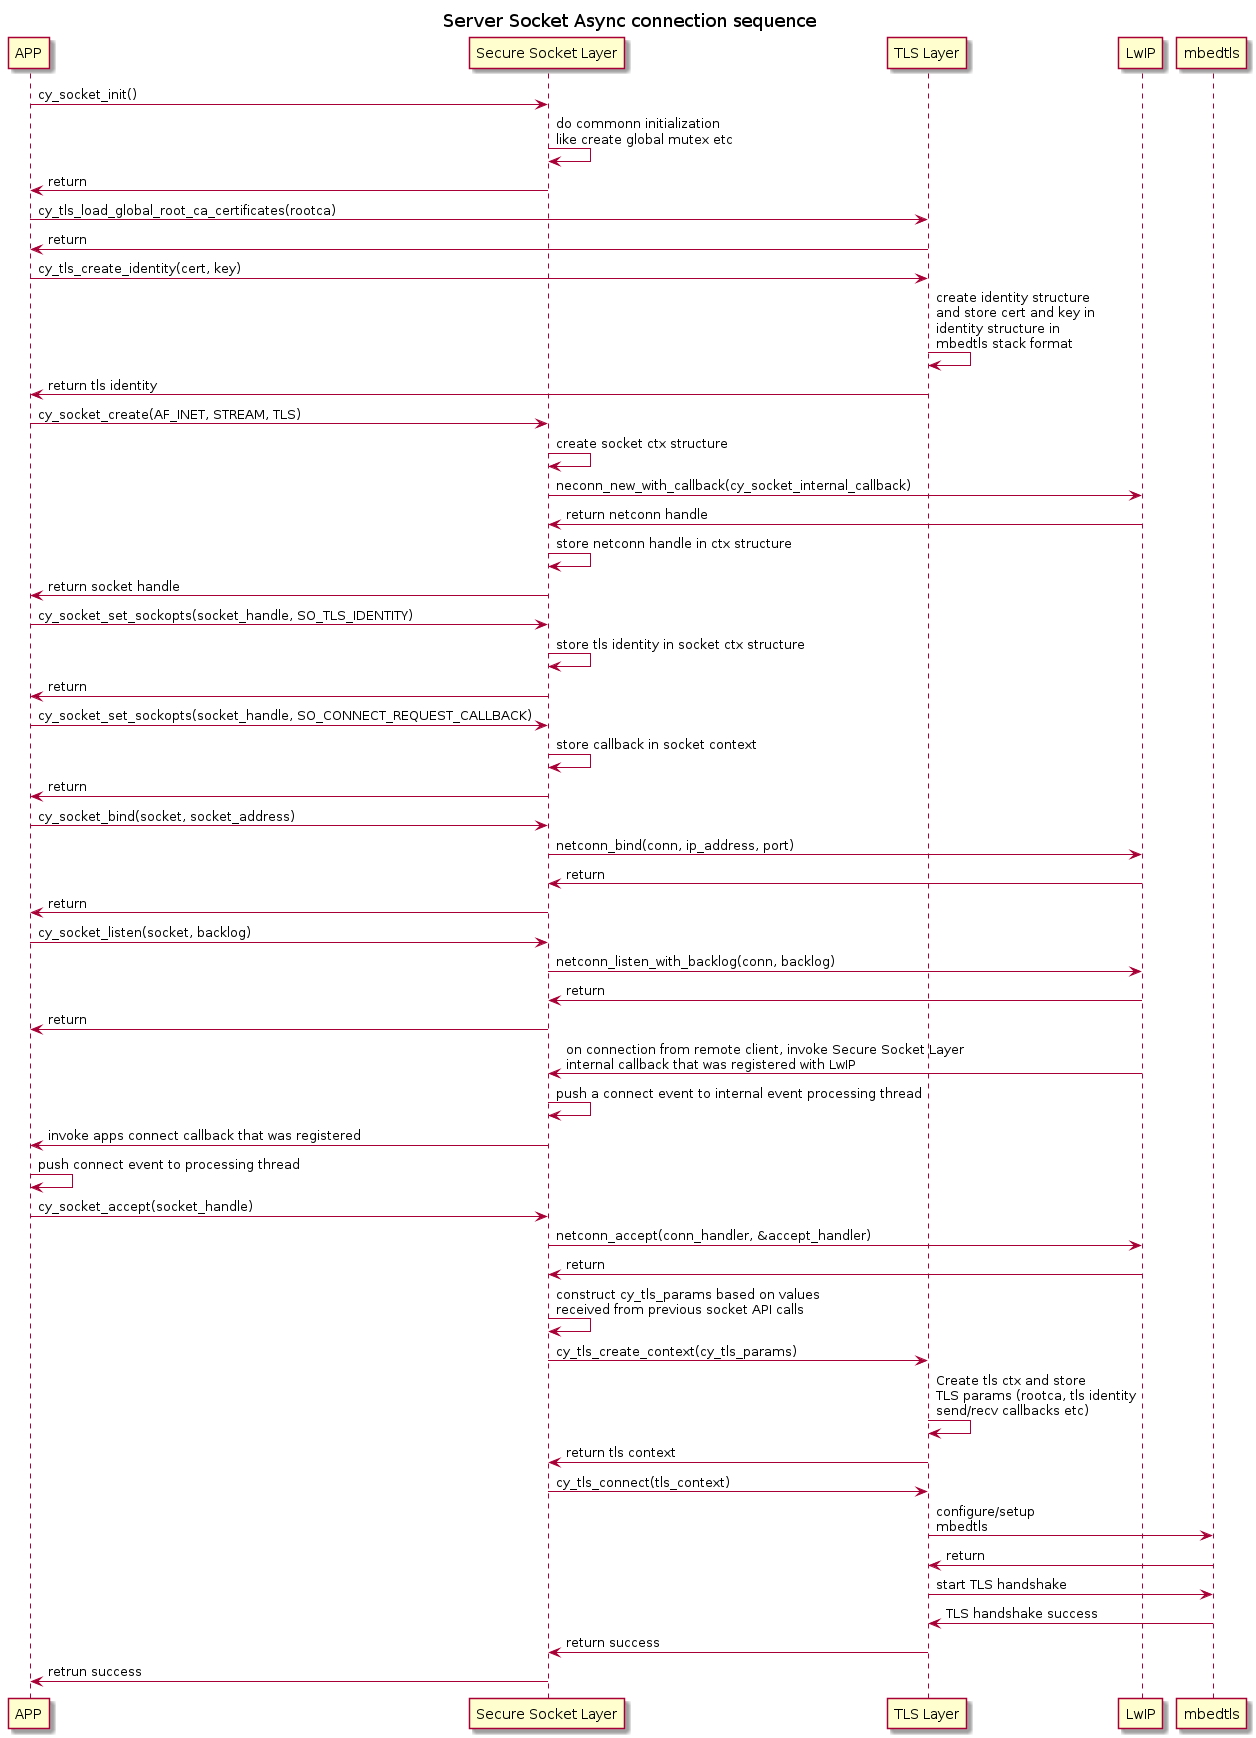 Server Socket Async connection sequence
APP
Secure Socket Layer
TLS Layer
LwIP
mbedtls
cy_socket_init()
do commonn initialization
like create global mutex etc
return
cy_tls_load_global_root_ca_certificates(rootca)
return
cy_tls_create_identity(cert, key)
create identity structure
and store cert and key in
identity structure in
mbedtls stack format
return tls identity
cy_socket_create(AF_INET, STREAM, TLS)
create socket ctx structure
neconn_new_with_callback(cy_socket_internal_callback)
return netconn handle
store netconn handle in ctx structure
return socket handle
cy_socket_set_sockopts(socket_handle, SO_TLS_IDENTITY)
store tls identity in socket ctx structure
return
cy_socket_set_sockopts(socket_handle, SO_CONNECT_REQUEST_CALLBACK)
store callback in socket context
return
cy_socket_bind(socket, socket_address)
netconn_bind(conn, ip_address, port)
return
return
cy_socket_listen(socket, backlog)
netconn_listen_with_backlog(conn, backlog)
return
return
on connection from remote client, invoke Secure Socket Layer
internal callback that was registered with LwIP
push a connect event to internal event processing thread
invoke apps connect callback that was registered
push connect event to processing thread
cy_socket_accept(socket_handle)
netconn_accept(conn_handler, &accept_handler)
return
construct cy_tls_params based on values
received from previous socket API calls
cy_tls_create_context(cy_tls_params)
Create tls ctx and store
TLS params (rootca, tls identity
send/recv callbacks etc)
return tls context
cy_tls_connect(tls_context)
configure/setup
mbedtls
return
start TLS handshake
TLS handshake success
return success
retrun success
APP
Secure Socket Layer
TLS Layer
LwIP
mbedtls